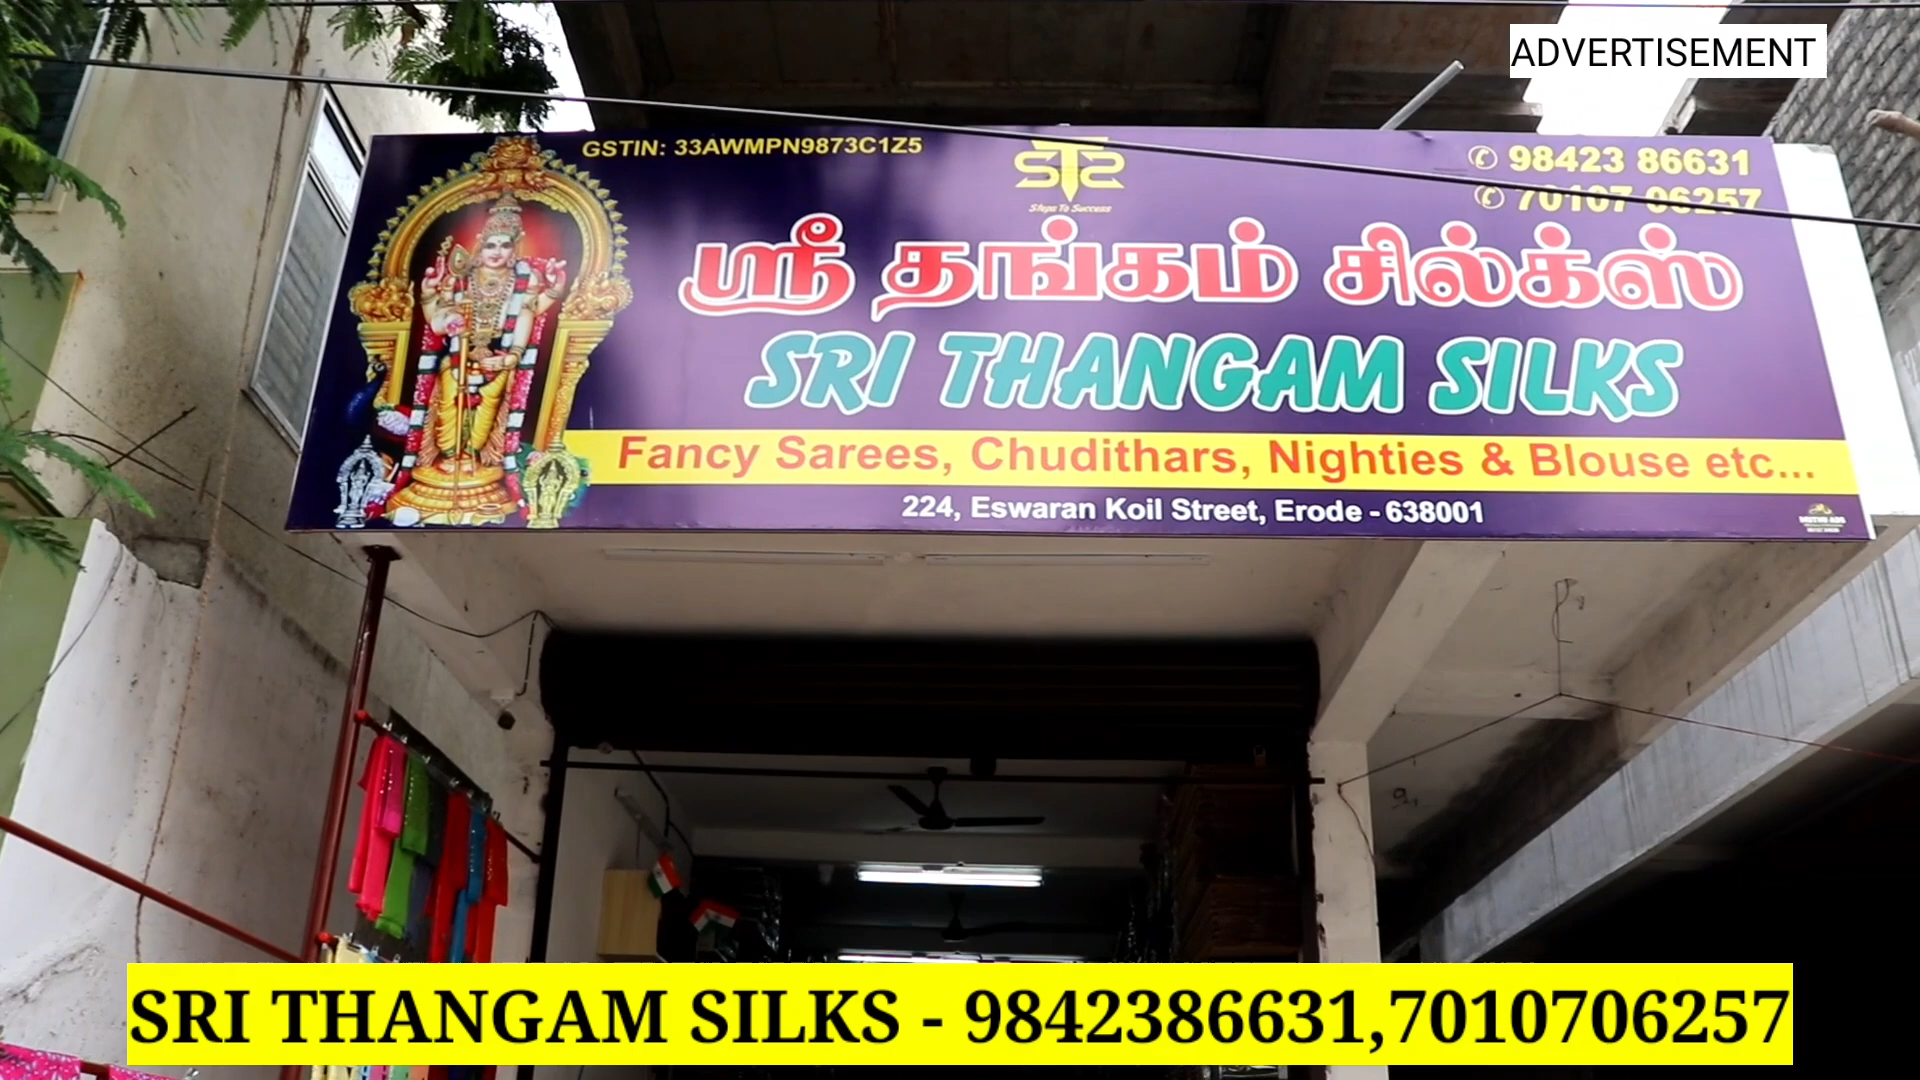 ADVERTISEMENT
GSTIN: 33AWMPN9873C1Z5
STS
Steps To Success
✆ 98423 86631
✆ 70107 06257
ஸ்ரீ தங்கம் சில்க்ஸ்
SRI THANGAM SILKS
Fancy Sarees, Chudithars, Nighties & Blouse etc...
224, Eswaran Koil Street, Erode - 638001
SRI THANGAM SILKS - 9842386631,7010706257